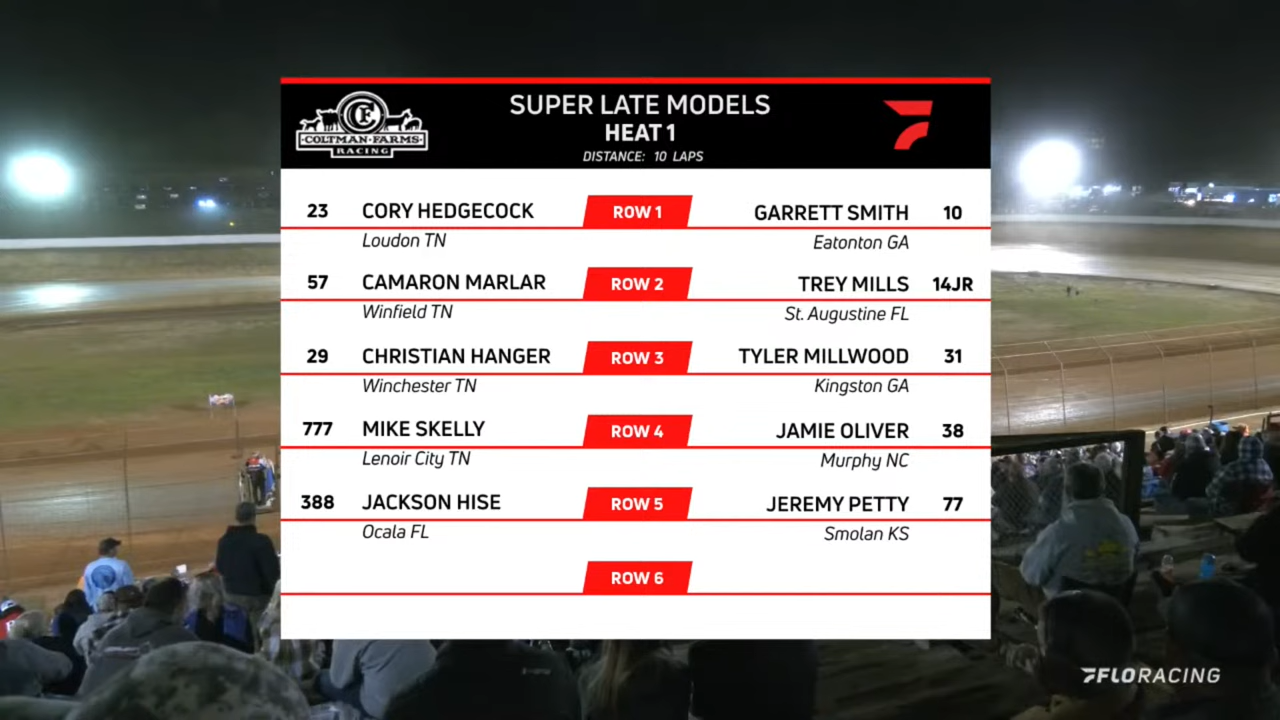 COLTMAN FARMS
RACING
SUPER LATE MODELS
HEAT 1
DISTANCE: 10 LAPS
23 CORY HEDGECOCK ROW 1 GARRETT SMITH 10
Loudon TN Eatonton GA
57 CAMARON MARLAR ROW 2 TREY MILLS 14JR
Winfield TN St. Augustine FL
29 CHRISTIAN HANGER ROW 3 TYLER MILLWOOD 31
Winchester TN Kingston GA
777 MIKE SKELLY ROW 4 JAMIE OLIVER 38
Lenoir City TN Murphy NC
388 JACKSON HISE ROW 5 JEREMY PETTY 77
Ocala FL Smolan KS
ROW 6
FLORACING